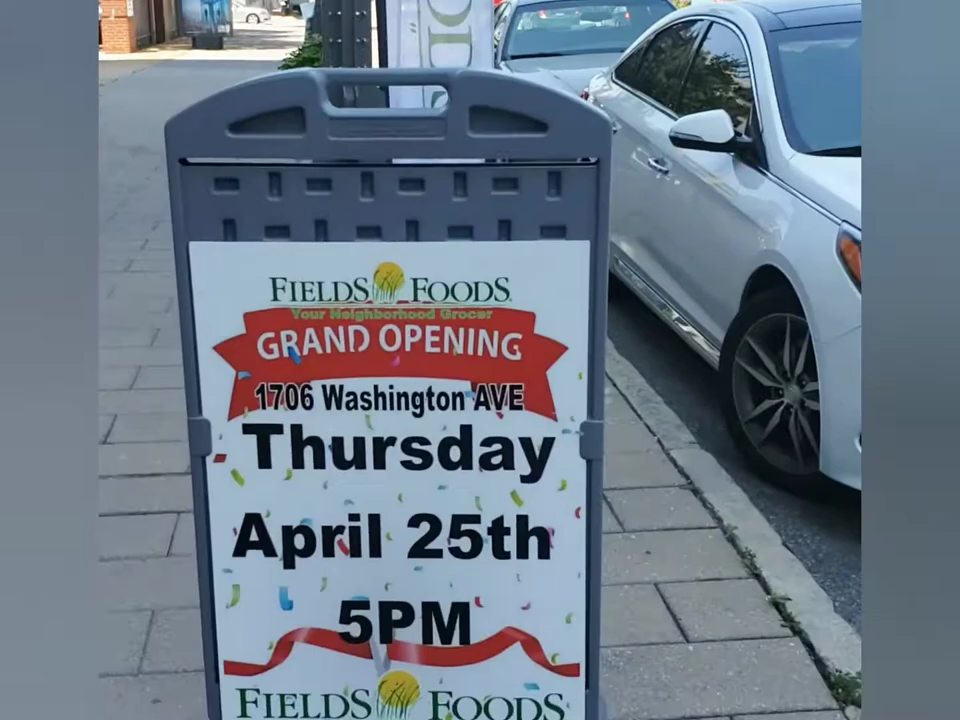 FIELDS FOODS
Your Neighborhood Grocer
GRAND OPENING
1706 Washington AVE
Thursday
April 25th
5PM
FIELDS FOODS